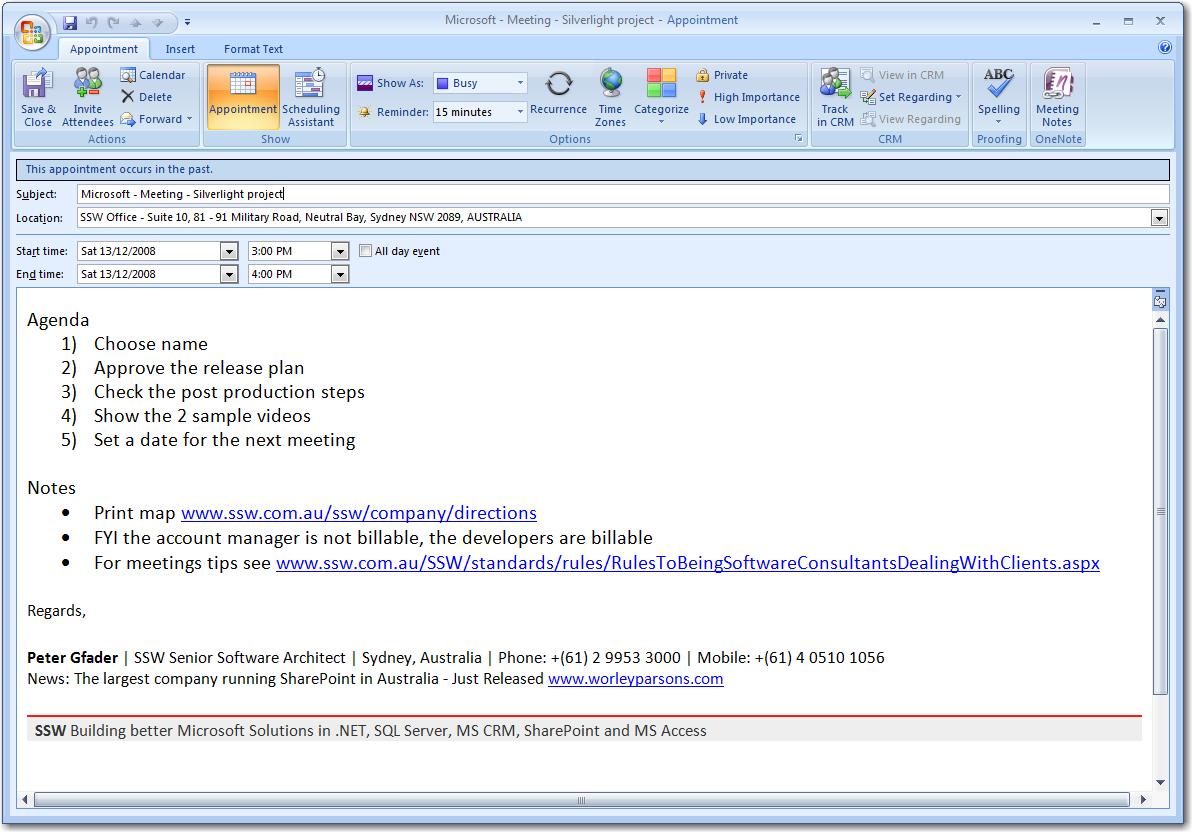 Microsoft - Meeting - Silverlight project - Appointment
Appointment Insert Format Text
Save & Close
Invite Attendees
Calendar
Delete
Forward
Actions
Appointment
Scheduling Assistant
Show
Show As: Busy
Reminder: 15 minutes
Recurrence
Time Zones
Categorize
Private
High Importance
Low Importance
Options
Track in CRM
View in CRM
Set Regarding
View Regarding
CRM
ABC
Spelling
Proofing
Meeting Notes
OneNote
This appointment occurs in the past.
Subject: Microsoft - Meeting - Silverlight project
Location: SSW Office - Suite 10, 81 - 91 Military Road, Neutral Bay, Sydney NSW 2089, AUSTRALIA
Start time: Sat 13/12/2008 3:00 PM All day event
End time: Sat 13/12/2008 4:00 PM
Agenda
1) Choose name
2) Approve the release plan
3) Check the post production steps
4) Show the 2 sample videos
5) Set a date for the next meeting
Notes
• Print map www.ssw.com.au/ssw/company/directions
• FYI the account manager is not billable, the developers are billable
• For meetings tips see www.ssw.com.au/SSW/standards/rules/RulesToBeingSoftwareConsultantsDealingWithClients.aspx
Regards,
Peter Gfader | SSW Senior Software Architect | Sydney, Australia | Phone: +(61) 2 9953 3000 | Mobile: +(61) 4 0510 1056
News: The largest company running SharePoint in Australia - Just Released www.worleyparsons.com
SSW Building better Microsoft Solutions in .NET, SQL Server, MS CRM, SharePoint and MS Access